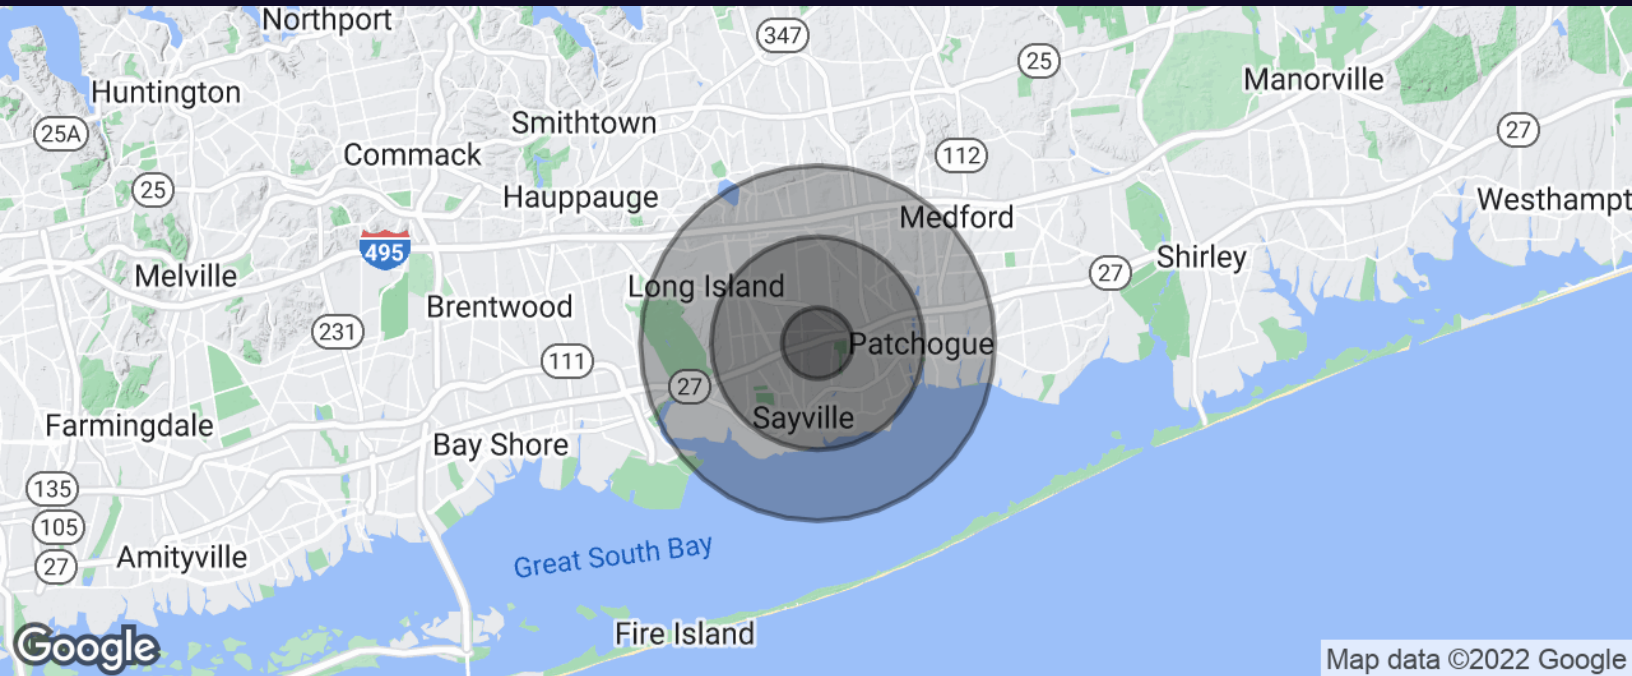 Northport
347
25
Manorville
Huntington
Smithtown
27
25A
Commack
112
25
Hauppauge
Westhampt
Medford
495
Shirley
Melville
27
Long Island
Brentwood
231
Patchogue
111
27
Sayville
Farmingdale
Bay Shore
135
105
Great South Bay
Amityville
27
Fire Island
Google
Map data ©2022 Google